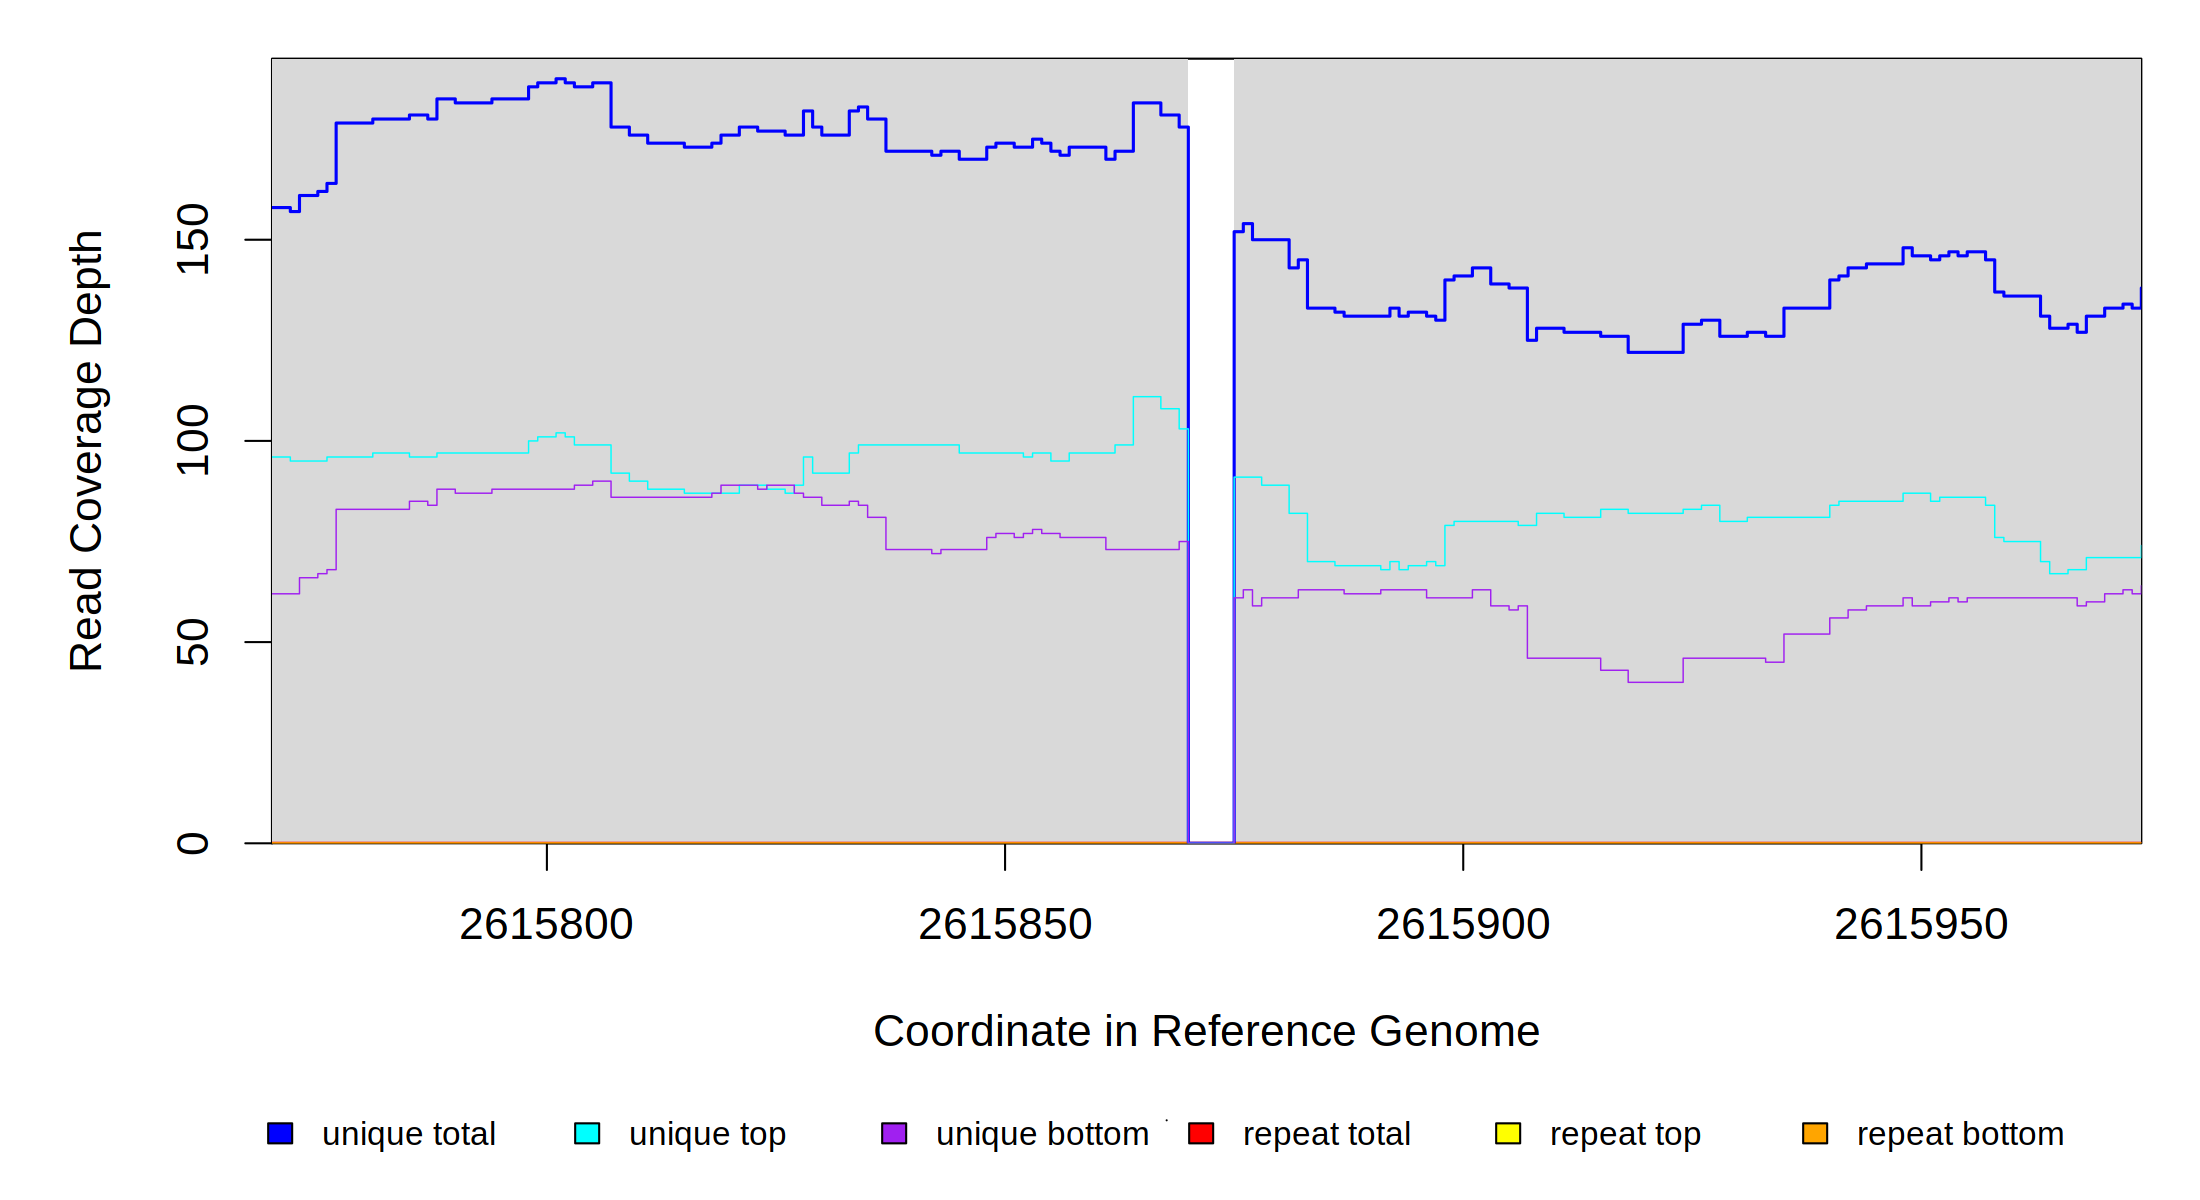 Read Coverage Depth
150
100
50
0
2615800 2615850 2615900 2615950
Coordinate in Reference Genome
unique total unique top unique bottom repeat total repeat top repeat bottom